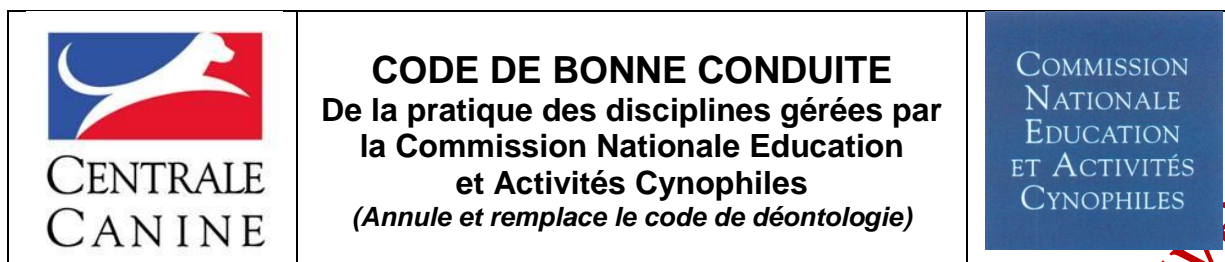 CENTRALE
CANINE
CODE DE BONNE CONDUITE
De la pratique des disciplines gérées par
la Commission Nationale Education
et Activités Cynophiles
(Annule et remplace le code de déontologie)
COMMISSION
NATIONALE
EDUCATION
ET ACTIVITÉS
CYNOPHILES